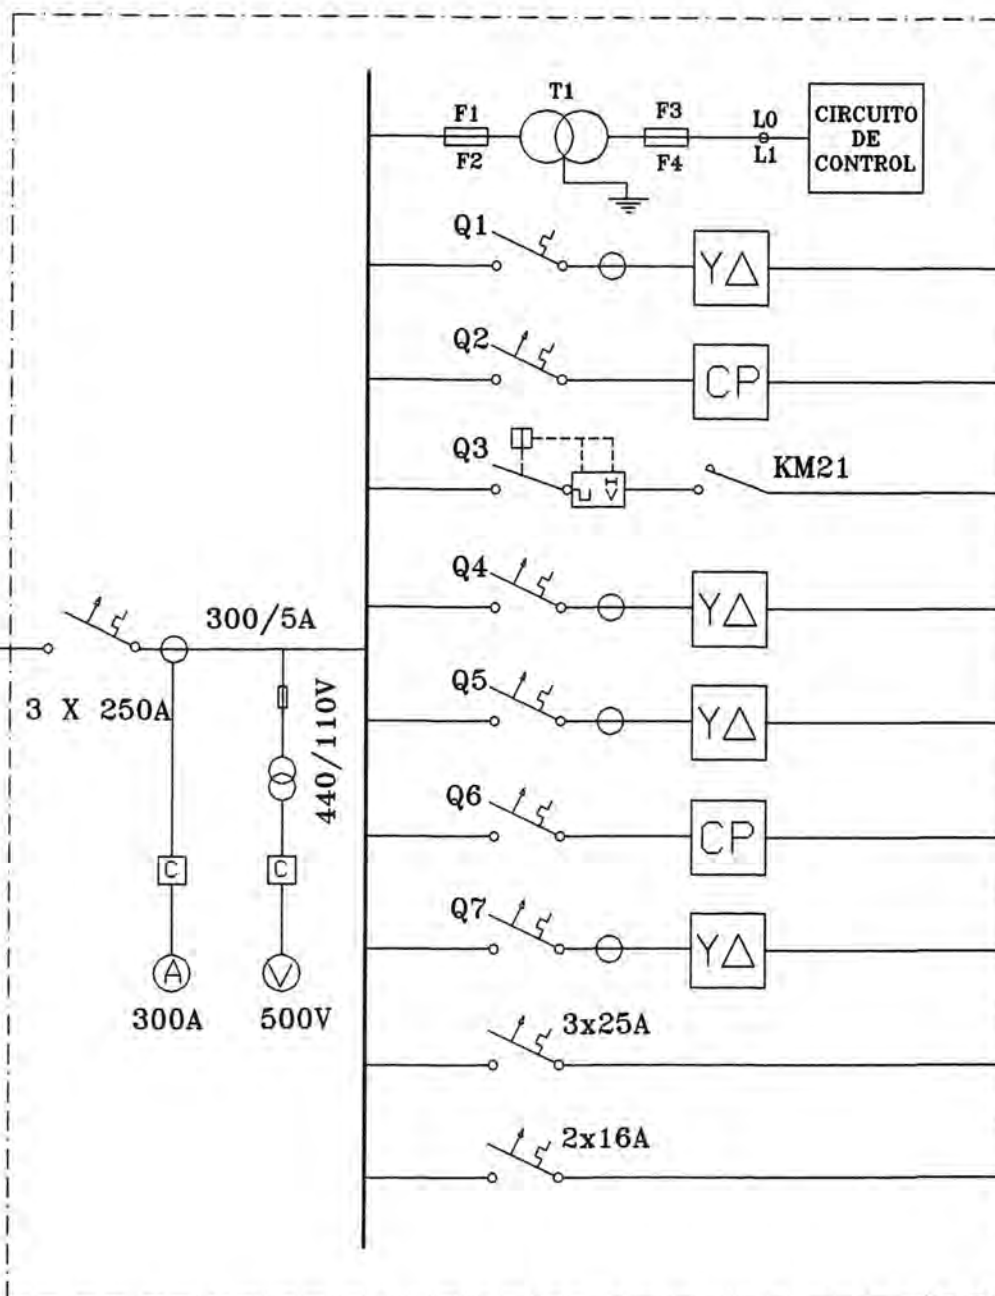 F1
F2
T1
F3
F4
L0
L1
CIRCUITO
DE
CONTROL
Q1
Y△
Q2
CP
Q3
KM21
Q4
Y△
300/5A
3 X 250A
440/110V
Q5
Y△
Q6
CP
C
C
Q7
Y△
A
V
300A
500V
3x25A
2x16A